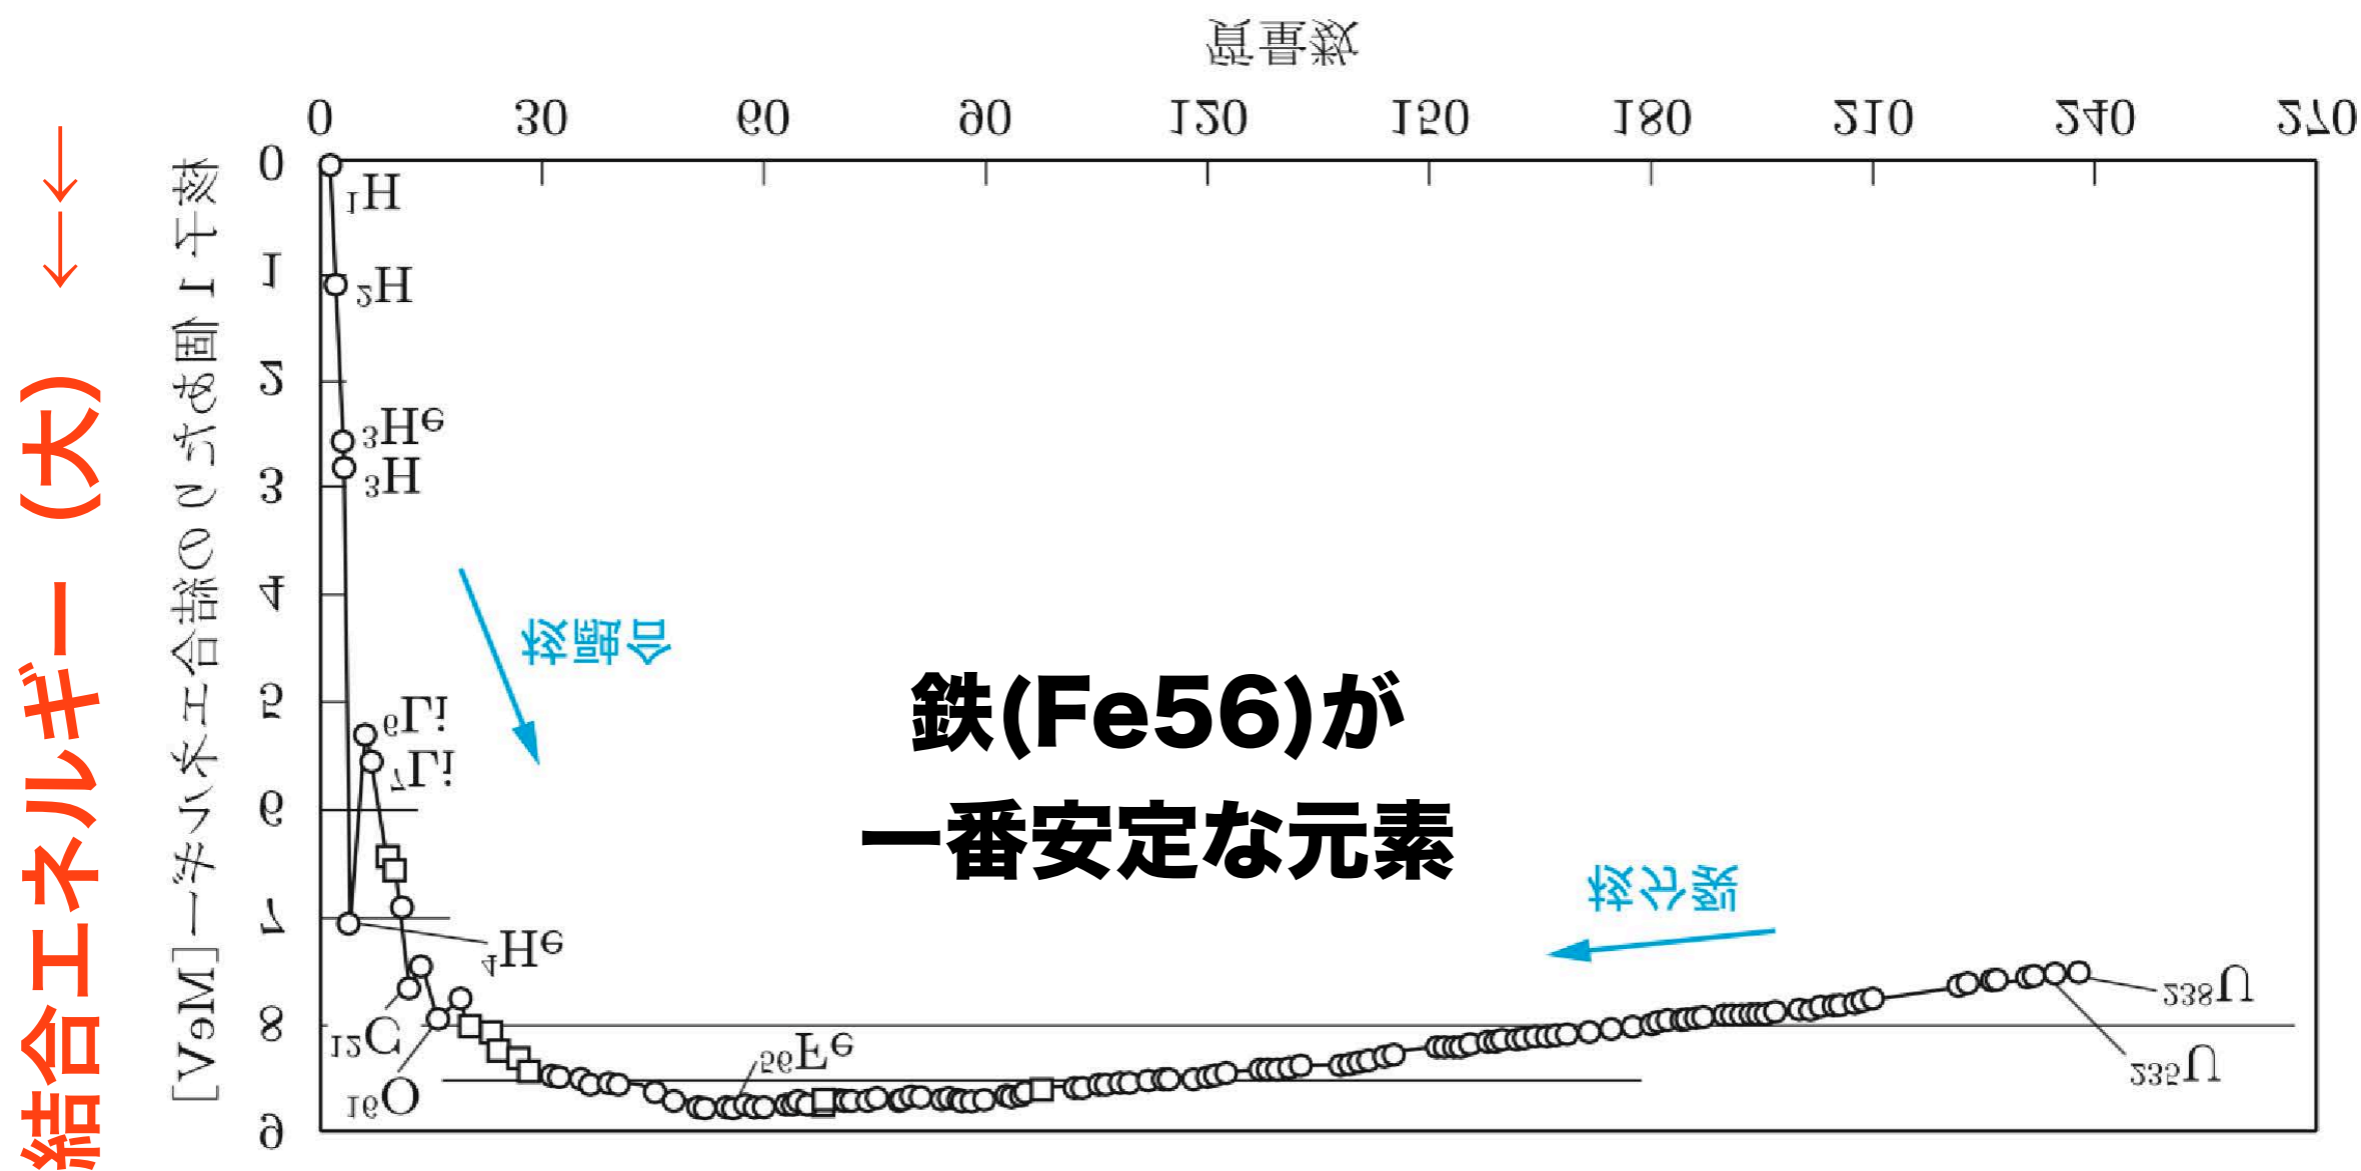 質量数
0 30 60 90 120 150 180 210 240 270
結合エネルギー (大) →→
核子1個あたりの結合エネルギー[MeV]
0
1
2
3
4
5
6
7
8
9
1H
2H
3He
3H
核融合
6Li
7Li
鉄(Fe56)が
一番安定な元素
核分裂
4He
12C
16O
56Fe
238U
235U